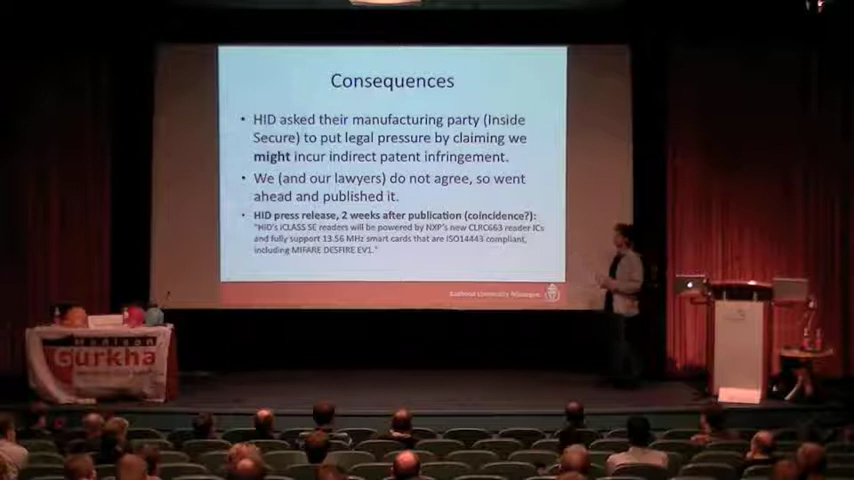 Consequences
• HID asked their manufacturing party (Inside
Secure) to put legal pressure by claiming we
might incur indirect patent infringement.
• We (and our lawyers) do not agree, so went
ahead and published it.
• HID press release, 2 weeks after publication (coincidence?):
"HID's iCLASS SE readers will be powered by NXP's new CLRC663 reader ICs
and fully support 13.56 MHz smart cards that are ISO14443 compliant,
including MIFARE DESFIRE EV1."
Radboud University Nijmegen
Madison
Gurkha